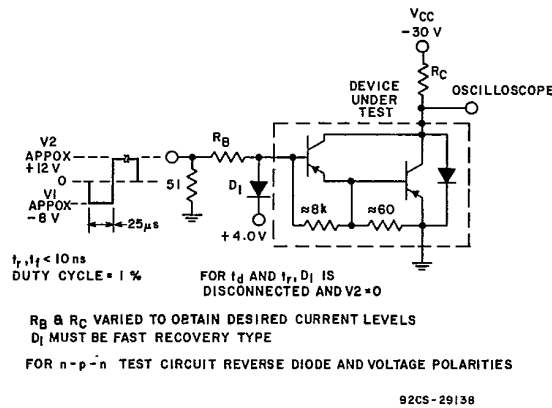 VCC
-30 V
RC
OSCILLOSCOPE
DEVICE
UNDER
TEST
RB
V2
APPOX
+12V
0
V1
APPOX
-8 V
25μs
51
D1
+4.0V
≈8k
≈60
tr, tf < 10 ns
DUTY CYCLE = 1 %
FOR td AND tr, D1 IS
DISCONNECTED AND V2=0
RB & RC VARIED TO OBTAIN DESIRED CURRENT LEVELS
D1 MUST BE FAST RECOVERY TYPE
FOR n-p-n TEST CIRCUIT REVERSE DIODE AND VOLTAGE POLARITIES
92CS-29138